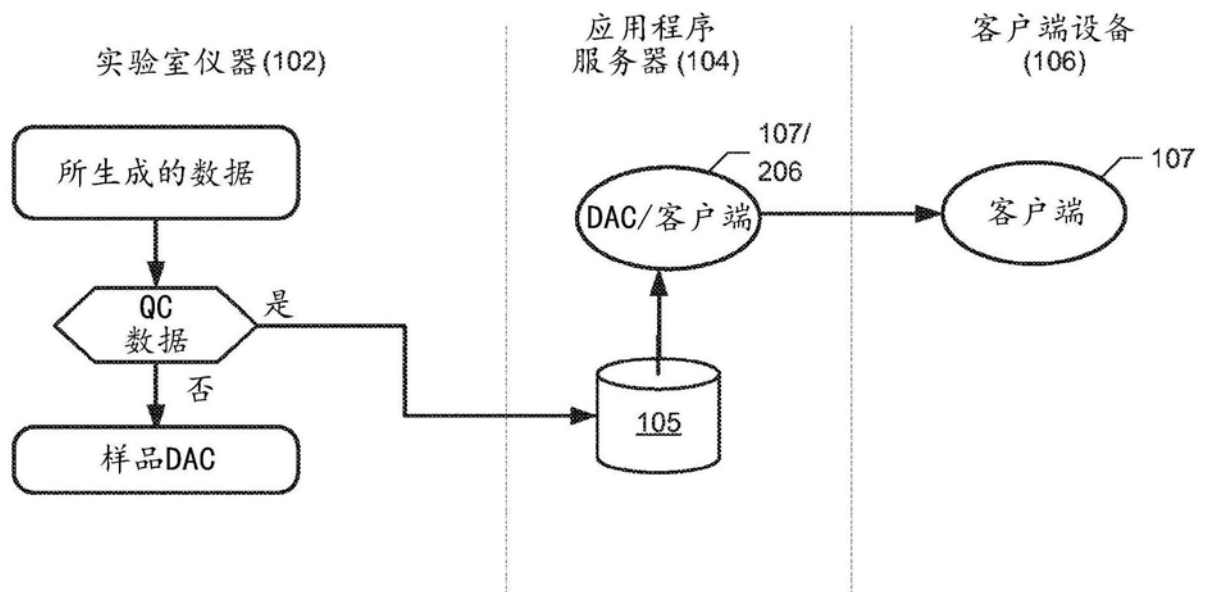 实验室仪器(102)
应用程序
服务器(104)
客户端设备
(106)
所生成的数据
QC
数据
是
否
样品DAC
107/
206
DAC/客户端
105
107
客户端